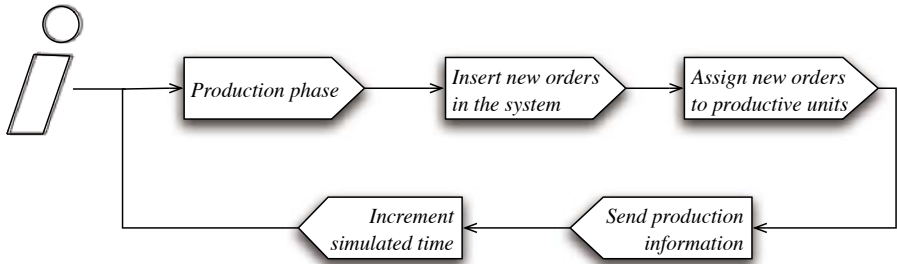 Production phase
Insert new orders
in the system
Assign new orders
to productive units
Send production
information
Increment
simulated time